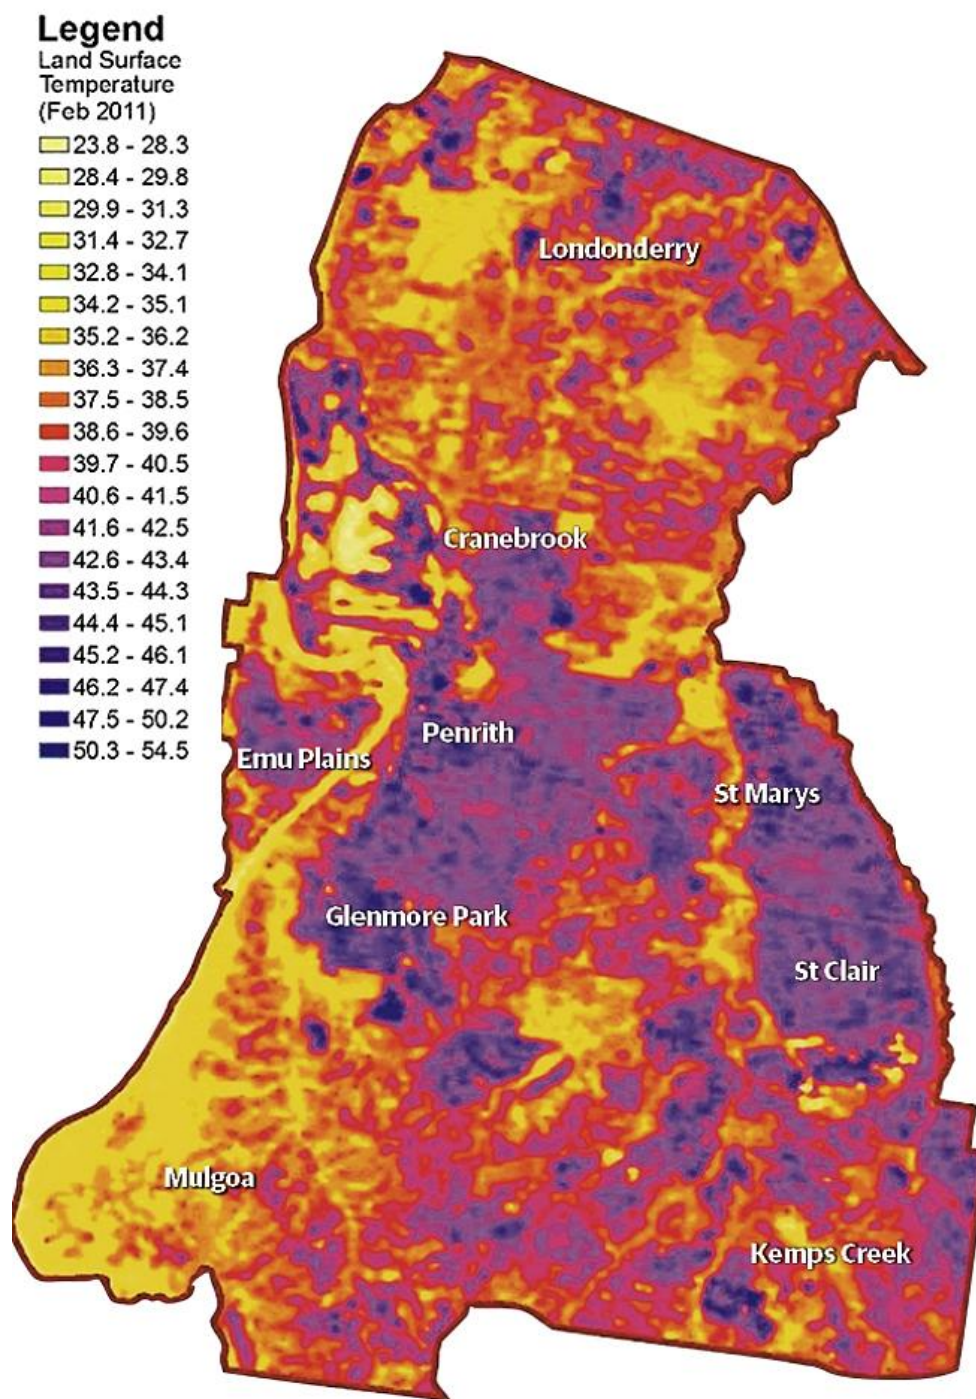 Legend
Land Surface
Temperature
(Feb 2011)
23.8 - 28.3
28.4 - 29.8
29.9 - 31.3
31.4 - 32.7
32.8 - 34.1
34.2 - 35.1
35.2 - 36.2
36.3 - 37.4
37.5 - 38.5
38.6 - 39.6
39.7 - 40.5
40.6 - 41.5
41.6 - 42.5
42.6 - 43.4
43.5 - 44.3
44.4 - 45.1
45.2 - 46.1
46.2 - 47.4
47.5 - 50.2
50.3 - 54.5
Londonderry
Cranebrook
Penrith
Emu Plains
St Marys
Glenmore Park
St Clair
Mulgoa
Kemps Creek